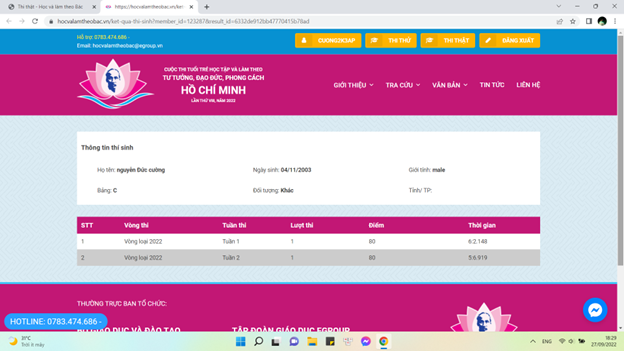 Thi thật - Học và làm theo Bác
https://hocvalamtheobac.vn/ket-
hocvalamtheobac.vn/ket-qua-thi-sinh?member_id=123287&result_id=6332de912bb47770415b78ad
Hỗ trợ: 0783.474.686 -
Email: hocvalamtheobac@egroup.vn
CUONG2K3AP
THI THỬ
THI THẬT
ĐĂNG XUẤT
CUỘC THI TUỔI TRẺ HỌC TẬP VÀ LÀM THEO
TƯ TƯỞNG, ĐẠO ĐỨC, PHONG CÁCH
HỒ CHÍ MINH
LẦN THỨ VIII, NĂM 2022
GIỚI THIỆU TRA CỨU VĂN BẢN TIN TỨC LIÊN HỆ
Thông tin thí sinh
Họ tên: nguyễn Đức cường Ngày sinh: 04/11/2003 Giới tính: male
Bảng: C Đối tượng: Khác Tỉnh/ TP:
STT Vòng thi Tuần thi Lượt thi Điểm Thời gian
1 Vòng loại 2022 Tuần 1 1 80 6:2.148
2 Vòng loại 2022 Tuần 2 1 80 5:6.919
THƯỜNG TRỰC BAN TỔ CHỨC:
BỘ GIÁO DỤC VÀ ĐÀO TẠO TẬP ĐOÀN GIÁO DỤC EGROUP
HOTLINE: 0783.474.686 -
31°C
Trời ít mây
ENG
18:29
27/09/2022